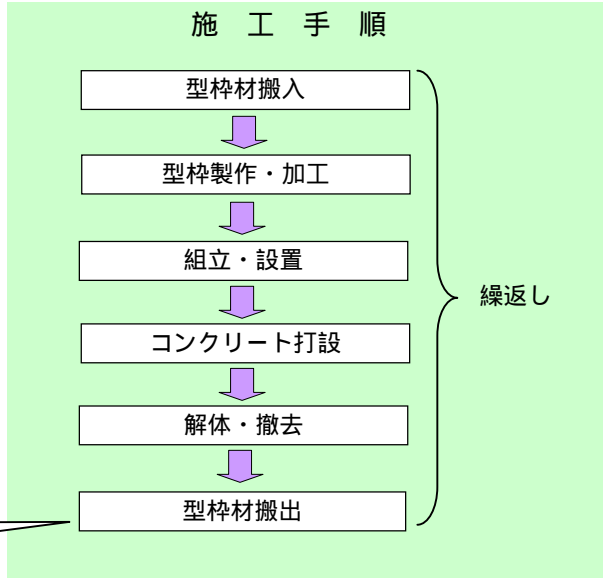 施 工 手 順
型枠材搬入
型枠製作・加工
組立・設置
コンクリート打設
解体・撤去
型枠材搬出
繰返し